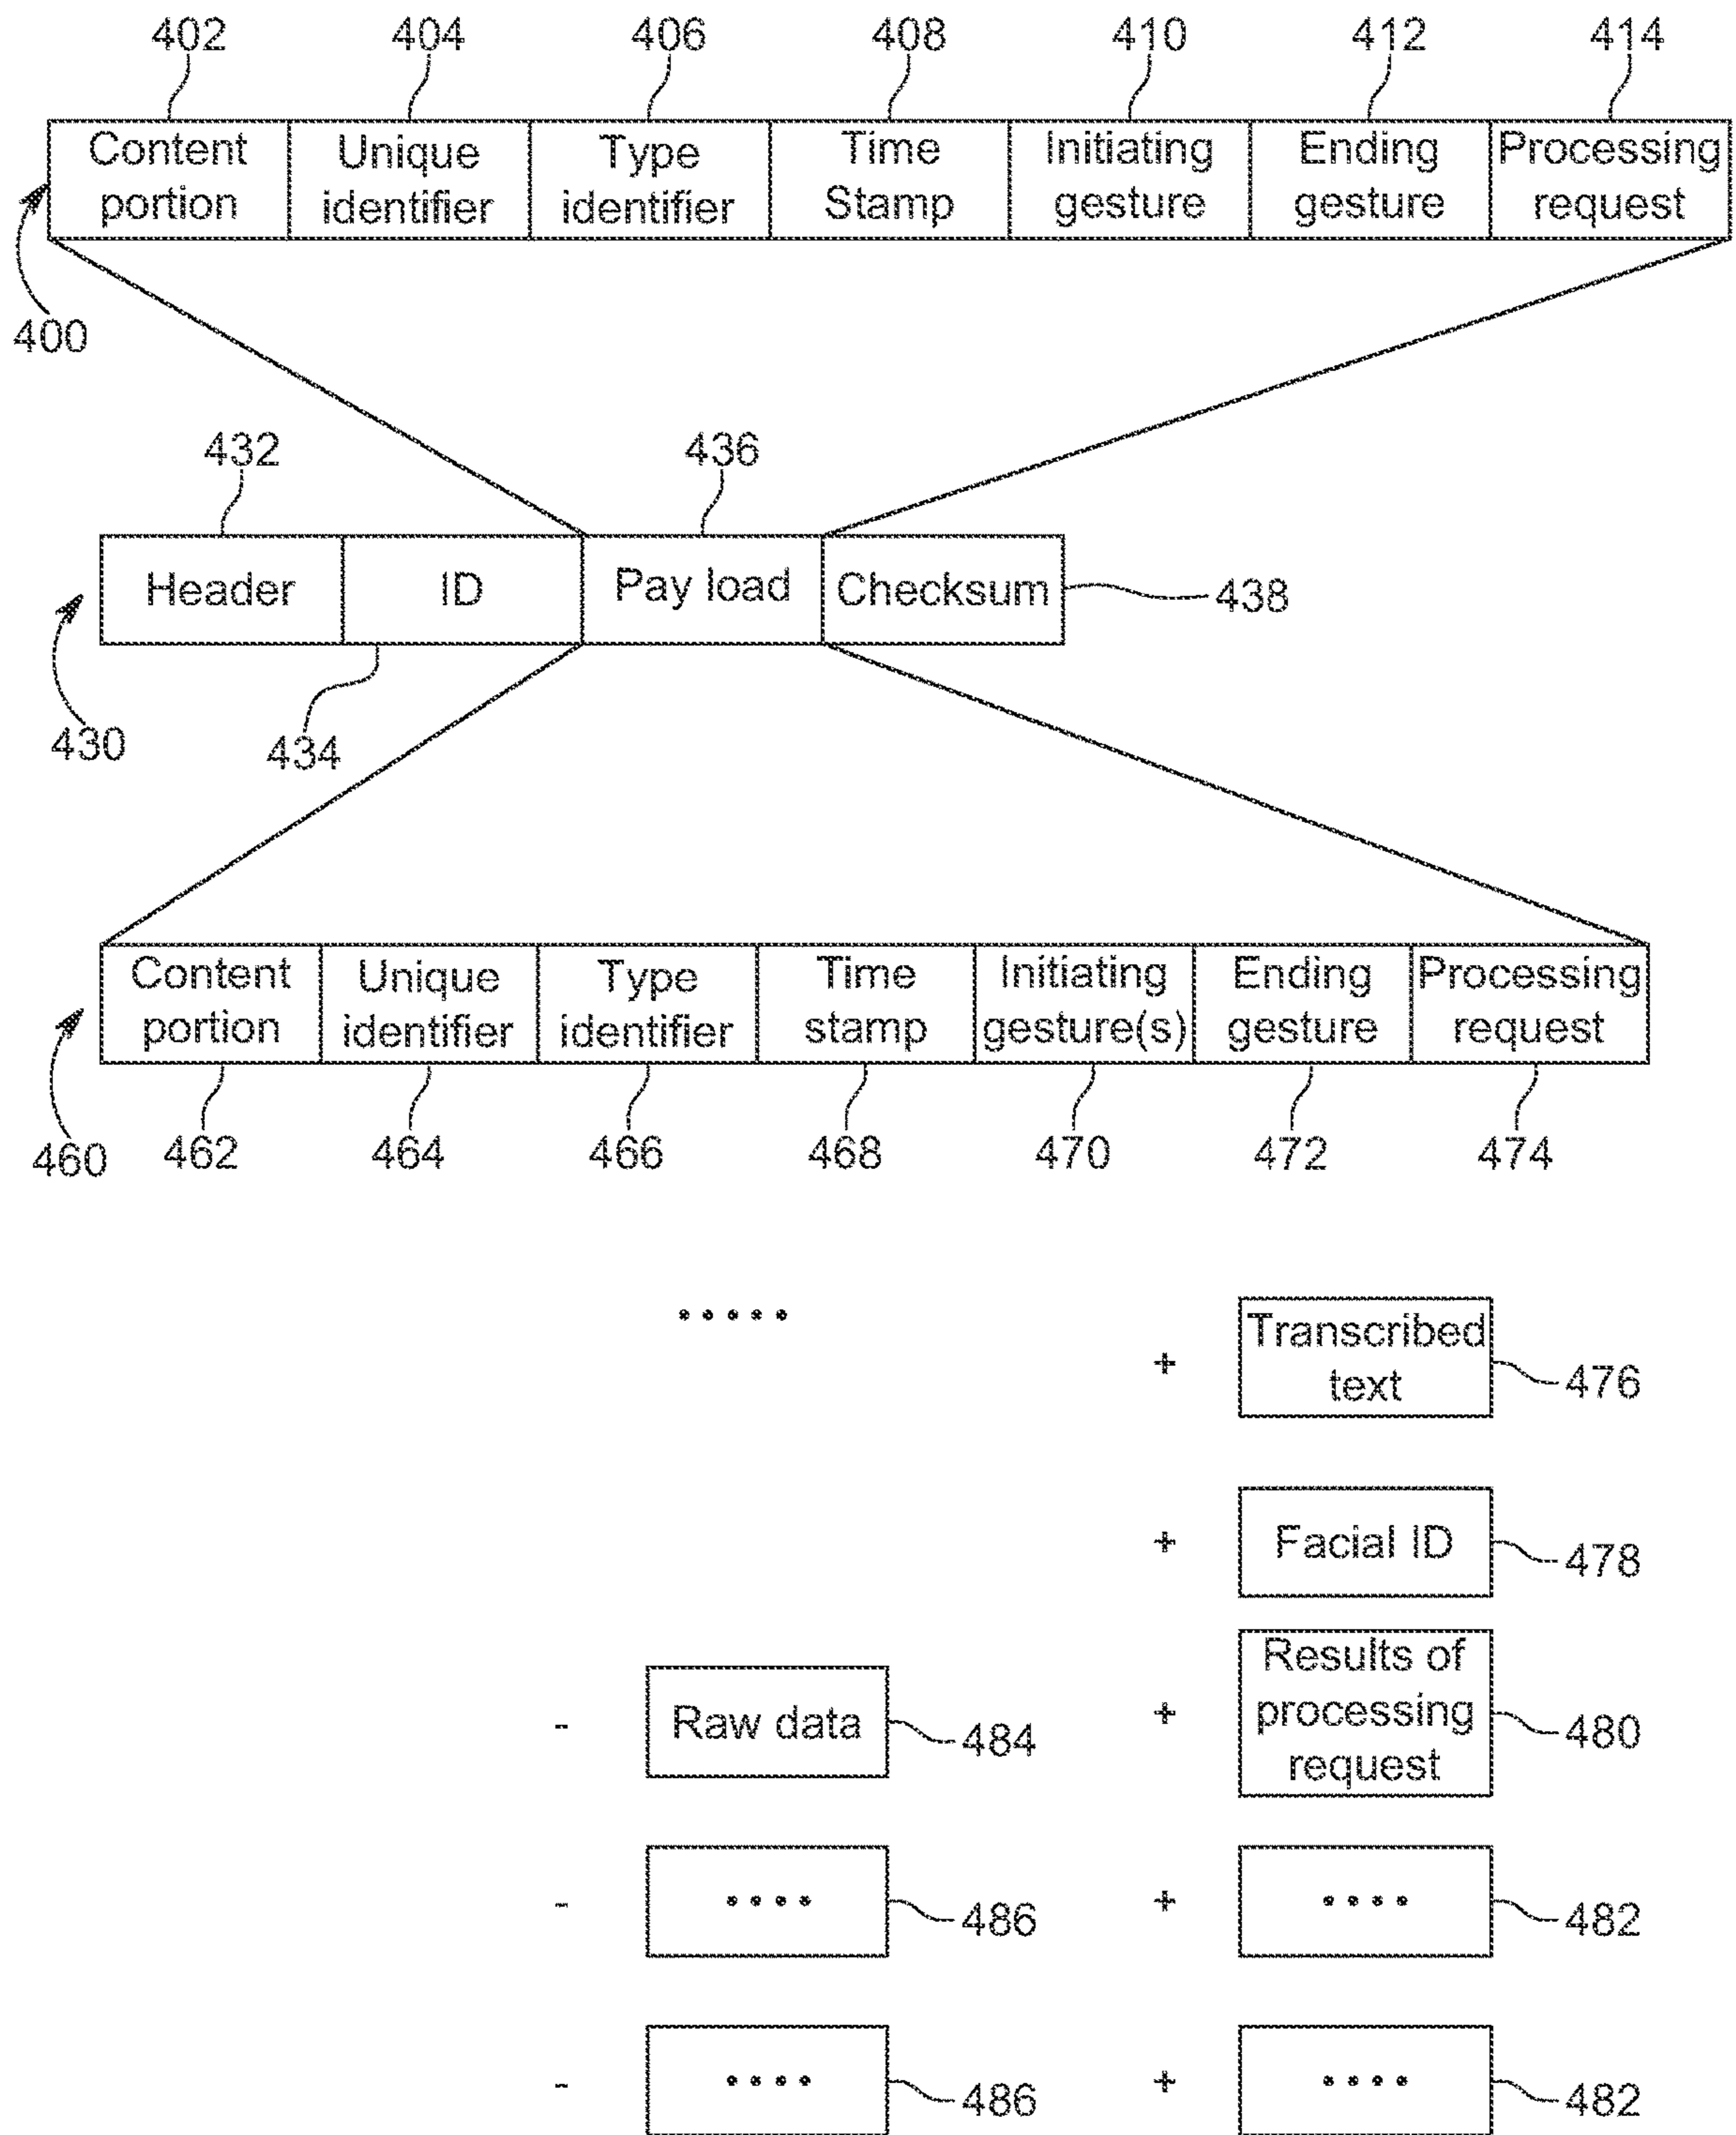 402 404 406 408 410 412 414
Content Unique Type Time Initiating Ending Processing
portion identifier identifier Stamp gesture gesture request
400
432 436
Header ID Pay load Checksum 438
430 434
Content Unique Type Time Initiating Ending Processing
portion identifier identifier stamp gesture(s) gesture request
460 462 464 466 468 470 472 474
.....
Transcribed
+ text 476
+ Facial ID 478
Results of
- Raw data 484 + processing 480
request
- .... 486 + .... 482
- .... 486 + .... 482